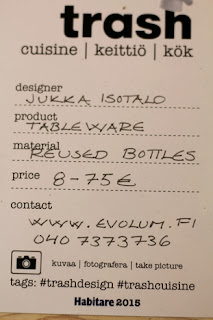 trash
cuisine | keittiö | kök
designer
JUKKA ISOTALO
product
TABLEWARE
material
REUSED BOTTLES
price 8-75€
contact
WWW.EVOLUM.FI
040 7373736
kuvaa | fotografera | take picture
tags: #trashdesign #trashcuisine
Habitare 2015